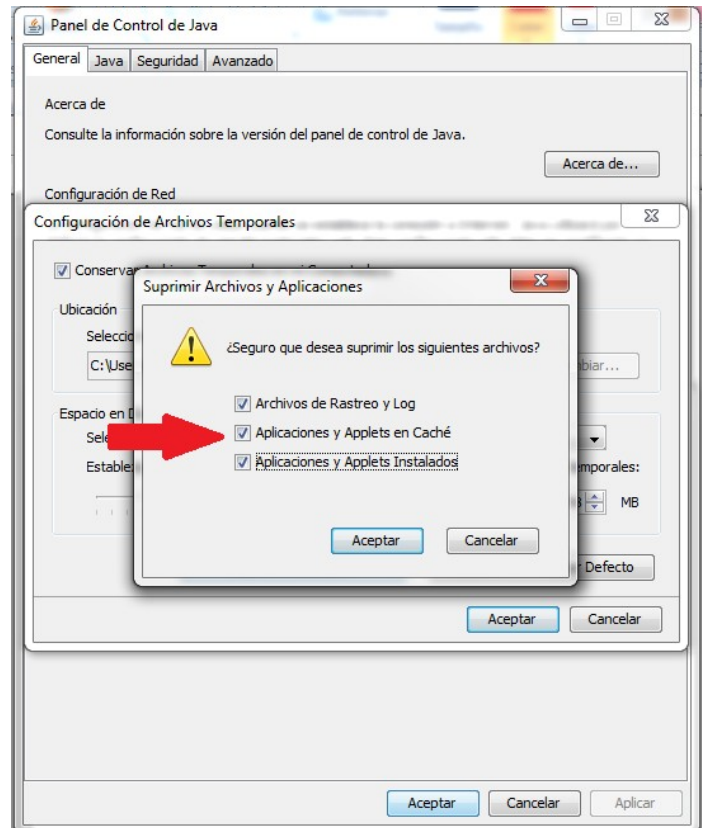 Panel de Control de Java
General Java Seguridad Avanzado
Acerca de
Consulte la información sobre la versión del panel de control de Java.
Acerca de...
Configuración de Red
Configuración de Archivos Temporales
Conservar
Suprimir Archivos y Aplicaciones
Ubicación
¿Seguro que desea suprimir los siguientes archivos?
C:\Use
Archivos de Rastreo y Log
Espacio en
Aplicaciones y Applets en Caché
Aplicaciones y Applets Instalados
emporales:
MB
Aceptar Cancelar
Defecto
Aceptar Cancelar
Aceptar Cancelar Aplicar